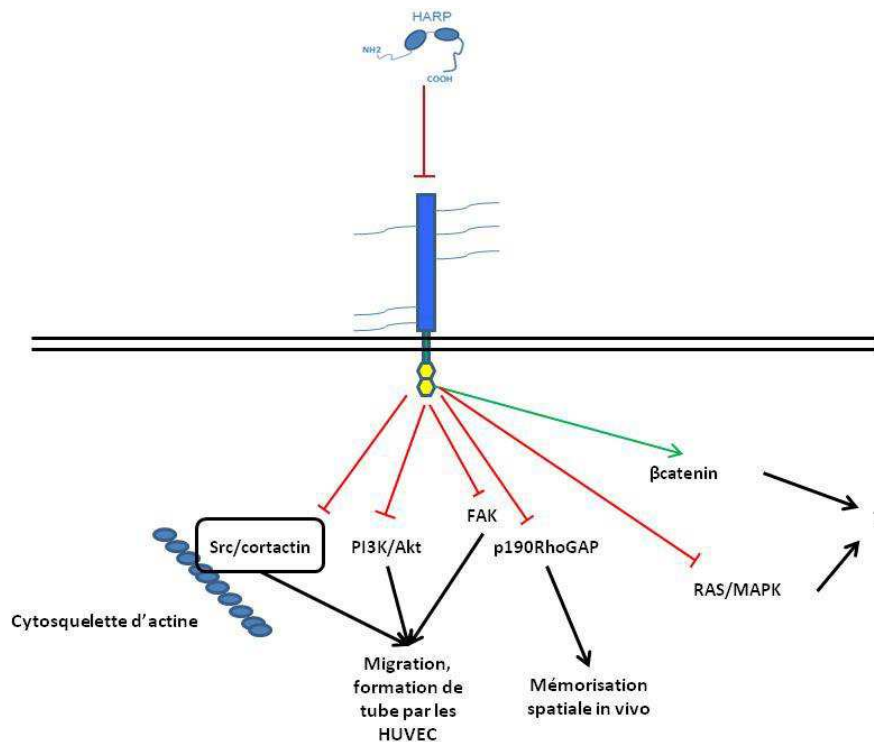 HARP
NH2
COOH
βcatenin
FAK
Src/cortactin
PI3K/Akt
p190RhoGAP
RAS/MAPK
Cytosquelette d'actine
Migration,
formation de
tube par les
HUVEC
Mémorisation
spatiale in vivo